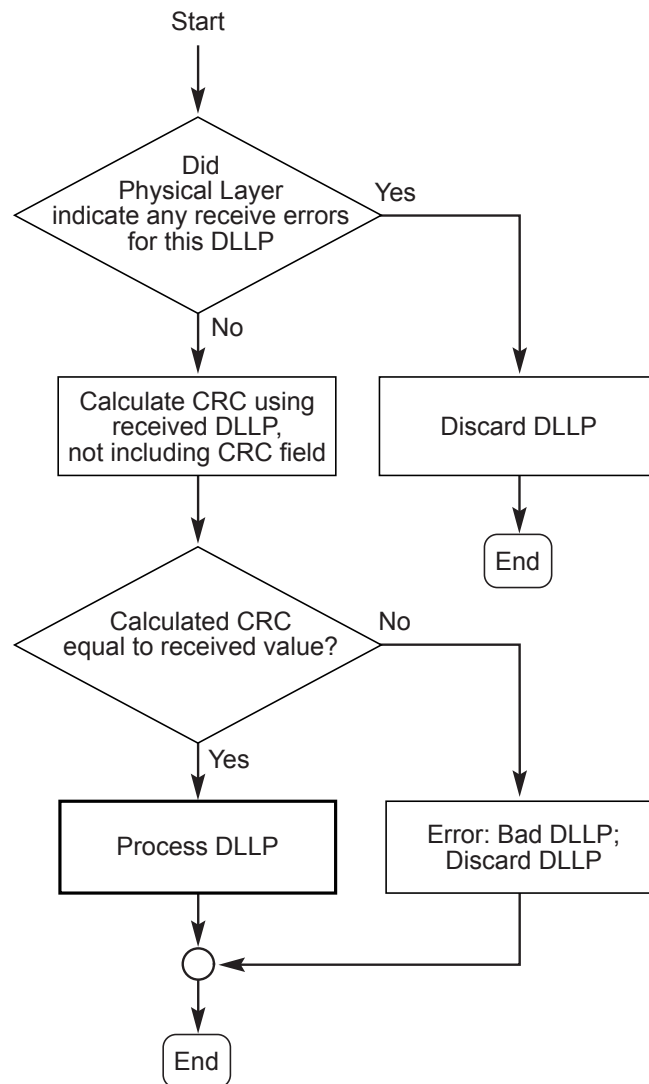 Start
Did
Physical Layer
indicate any receive errors
for this DLLP
Yes
No
Calculate CRC using
received DLLP,
not including CRC field
Discard DLLP
End
Calculated CRC
equal to received value?
No
Yes
Process DLLP
Error: Bad DLLP;
Discard DLLP
End